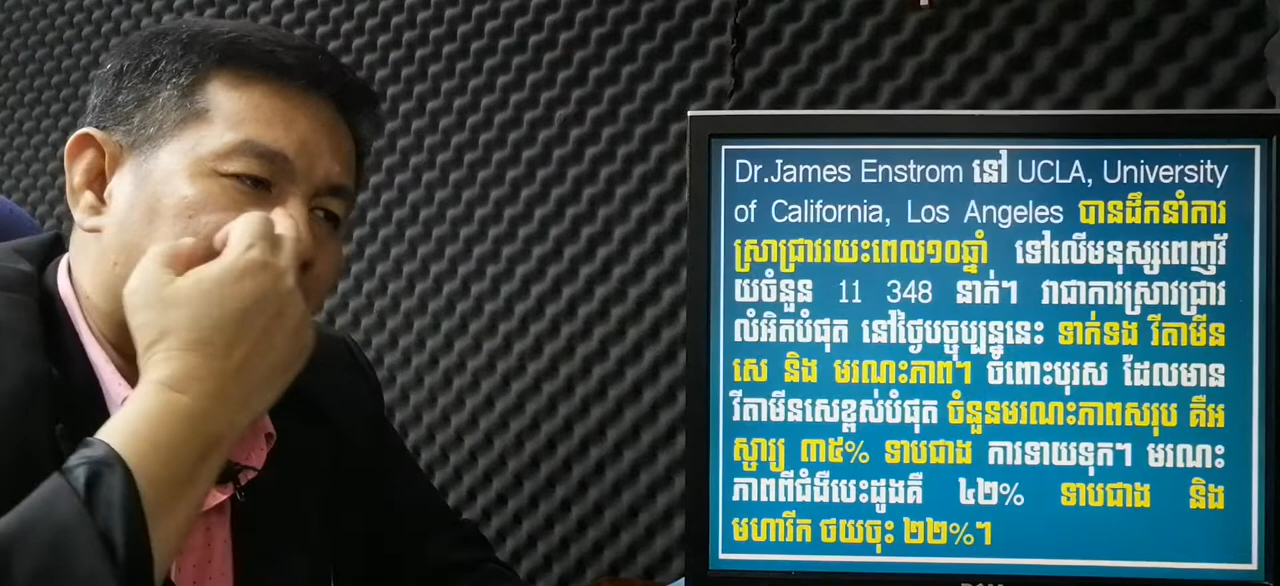 Dr.James Enstrom នៅ UCLA, University
of California, Los Angeles បានដឹកនាំការ
ស្រាវជ្រាវរយះពេល១០ឆ្នាំ ទៅលើមនុស្សពេញវ័
យចំនួន 11 348 នាក់។ វាជាការស្រាវជ្រាវ
លំអិតបំផុត នៅថ្ងៃបច្ចុប្បន្ននេះ ទាក់ទង វីតាមីន
សេ និង មរណះភាព។ ចំពោះបុរស ដែលមាន
វីតាមីនសេខ្ពស់បំផុត ចំនួនមរណះភាពសរុប គឺអ
ស្ចារ្យ ៣៥% ទាបជាង ការទាយទុក។ មរណះ
ភាពពីជំងឺបេះដូងគឺ ៤២% ទាបជាង និង
មហារីក ថយចុះ ២២%។